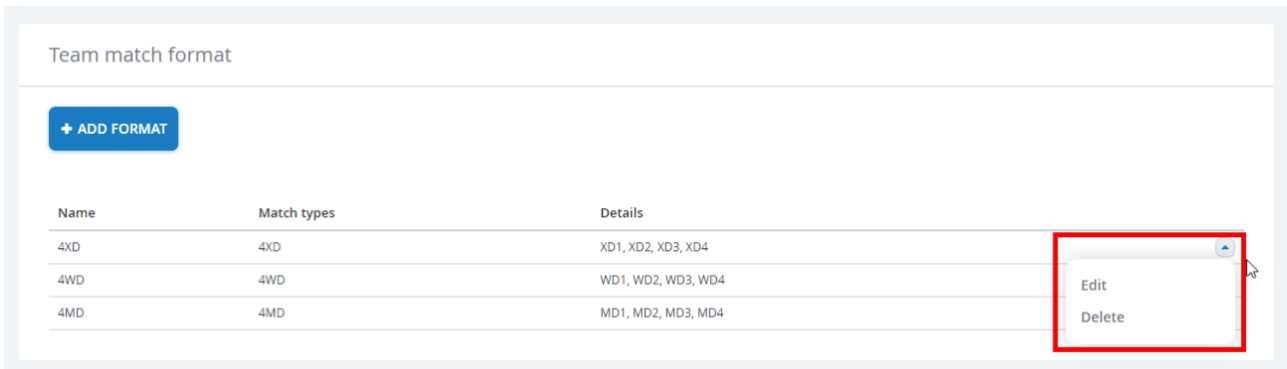 Team match format
+ ADD FORMAT
Name Match types Details
4XD 4XD XD1, XD2, XD3, XD4
4WD 4WD WD1, WD2, WD3, WD4
Edit
4MD 4MD MD1, MD2, MD3, MD4
Delete